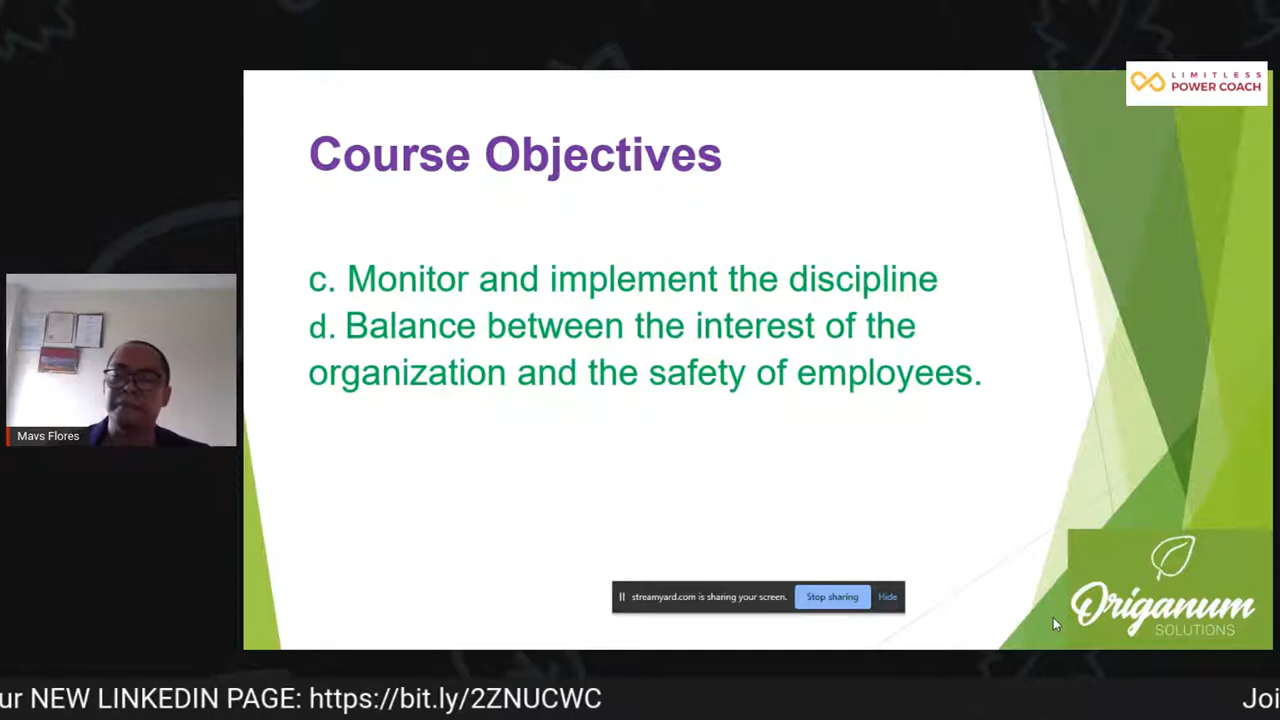 LIMITLESS
POWER COACH
Course Objectives
c. Monitor and implement the discipline
d. Balance between the interest of the
organization and the safety of employees.
Mavs Flores
streamyard.com is sharing your screen.
Stop sharing
Hide
Origanum
SOLUTIONS
ur NEW LINKEDIN PAGE: https://bit.ly/2ZNUCWC
Joi